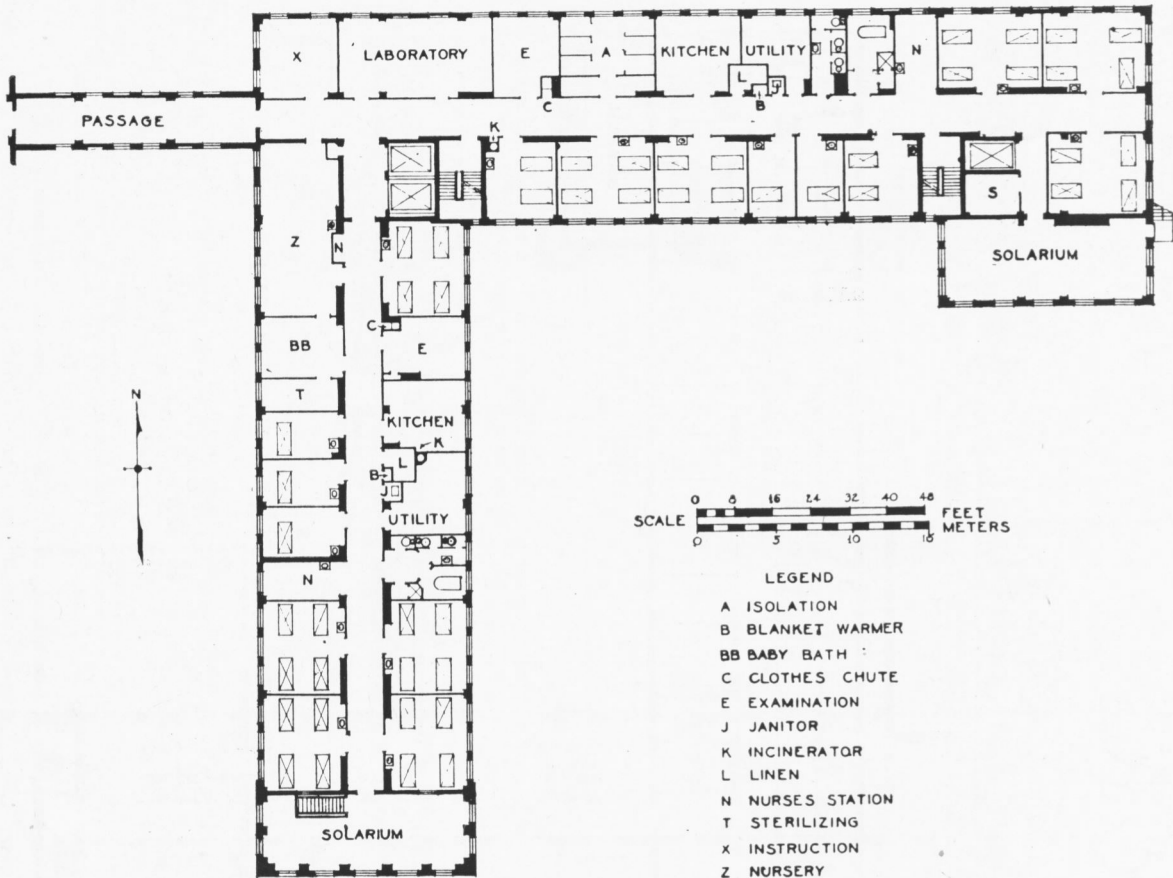 X
LABORATORY
E
A
KITCHEN
UTILITY
N
L
C
B
PASSAGE
K
Z
N
S
SOLARIUM
C
BB
E
T
KITCHEN
K
L
B
J
UTILITY
N
N
SOLARIUM
0 8 16 24 32 40 48
SCALE
FEET
METERS
0 5 10 15
LEGEND
A ISOLATION
B BLANKET WARMER
BB BABY BATH
C CLOTHES CHUTE
E EXAMINATION
J JANITOR
K INCINERATOR
L LINEN
N NURSES STATION
T STERILIZING
X INSTRUCTION
Z NURSERY